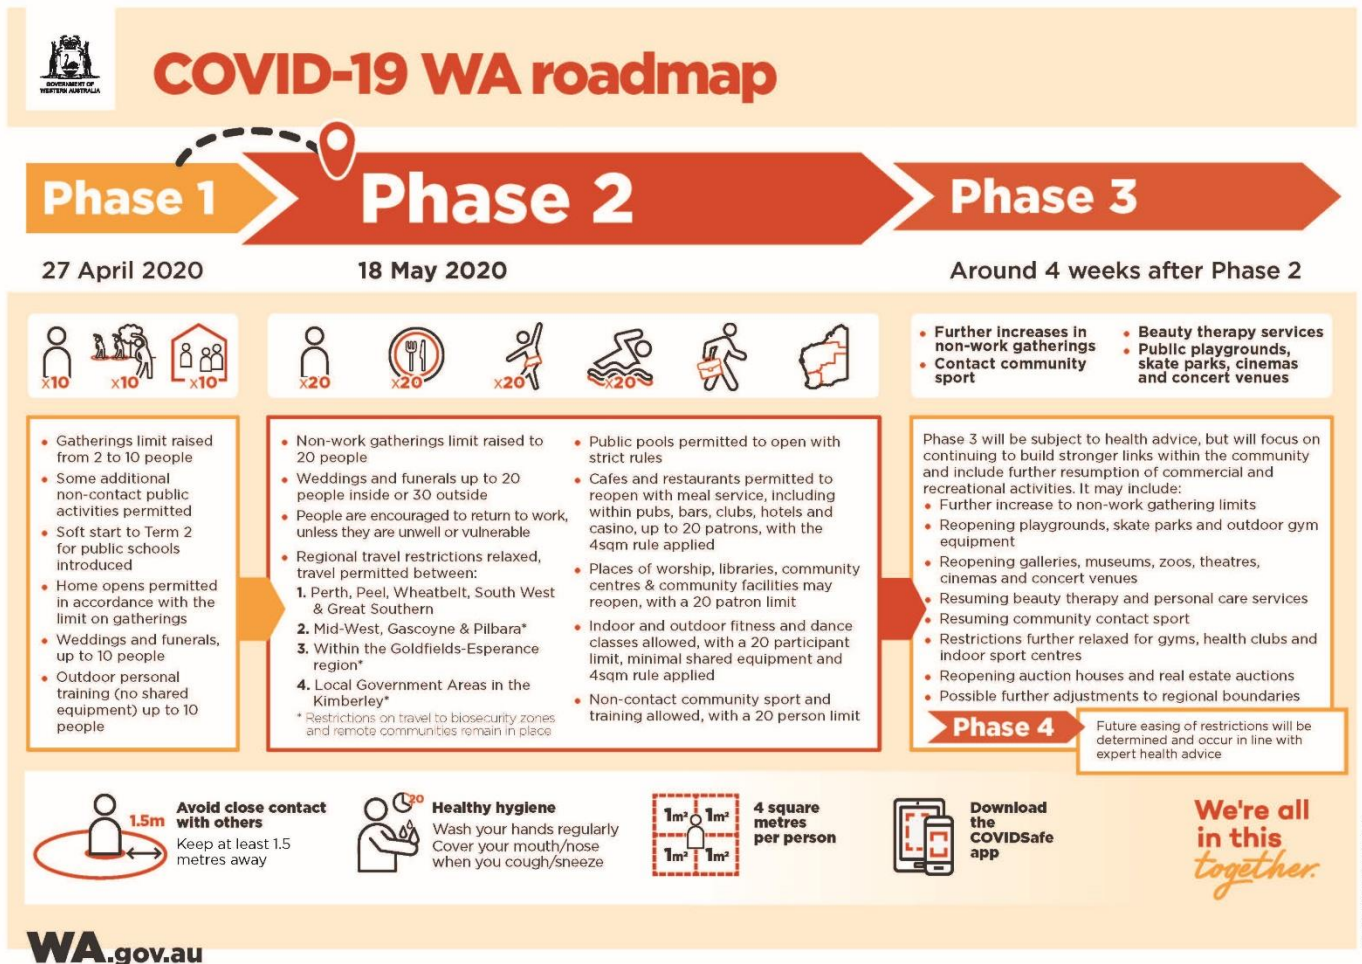 GOVERNMENT OF
WESTERN AUSTRALIA
COVID-19 WA roadmap
Phase 1
Phase 2
Phase 3
27 April 2020
18 May 2020
Around 4 weeks after Phase 2
x10
x10
x10
x20
x20
x20
x20
• Further increases in
non-work gatherings
• Contact community
sport
• Beauty therapy services
• Public playgrounds,
skate parks, cinemas
and concert venues
• Gatherings limit raised
from 2 to 10 people
• Some additional
non-contact public
activities permitted
• Soft start to Term 2
for public schools
introduced
• Home opens permitted
in accordance with the
limit on gatherings
• Weddings and funerals,
up to 10 people
• Outdoor personal
training (no shared
equipment) up to 10
people
• Non-work gatherings limit raised to
20 people
• Weddings and funerals up to 20
people inside or 30 outside
• People are encouraged to return to work,
unless they are unwell or vulnerable
• Regional travel restrictions relaxed,
travel permitted between:
1. Perth, Peel, Wheatbelt, South West
& Great Southern
2. Mid-West, Gascoyne & Pilbara*
3. Within the Goldfields-Esperance
region*
4. Local Government Areas in the
Kimberley*
* Restrictions on travel to biosecurity zones
and remote communities remain in place
• Public pools permitted to open with
strict rules
• Cafes and restaurants permitted to
reopen with meal service, including
within pubs, bars, clubs, hotels and
casino, up to 20 patrons, with the
4sqm rule applied
• Places of worship, libraries, community
centres & community facilities may
reopen, with a 20 patron limit
• Indoor and outdoor fitness and dance
classes allowed, with a 20 participant
limit, minimal shared equipment and
4sqm rule applied
• Non-contact community sport and
training allowed, with a 20 person limit
Phase 3 will be subject to health advice, but will focus on
continuing to build stronger links within the community
and include further resumption of commercial and
recreational activities. It may include:
• Further increase to non-work gathering limits
• Reopening playgrounds, skate parks and outdoor gym
equipment
• Reopening galleries, museums, zoos, theatres,
cinemas and concert venues
• Resuming beauty therapy and personal care services
• Resuming community contact sport
• Restrictions further relaxed for gyms, health clubs and
indoor sport centres
• Reopening auction houses and real estate auctions
• Possible further adjustments to regional boundaries
Phase 4
Future easing of restrictions will be
determined and occur in line with
expert health advice
1.5m
Avoid close contact
with others
Keep at least 1.5
metres away
20
Healthy hygiene
Wash your hands regularly
Cover your mouth/nose
when you cough/sneeze
1m² 1m²
1m² 1m²
4 square
metres
per person
Download
the
COVIDSafe
app
We're all
in this
together.
WA.gov.au